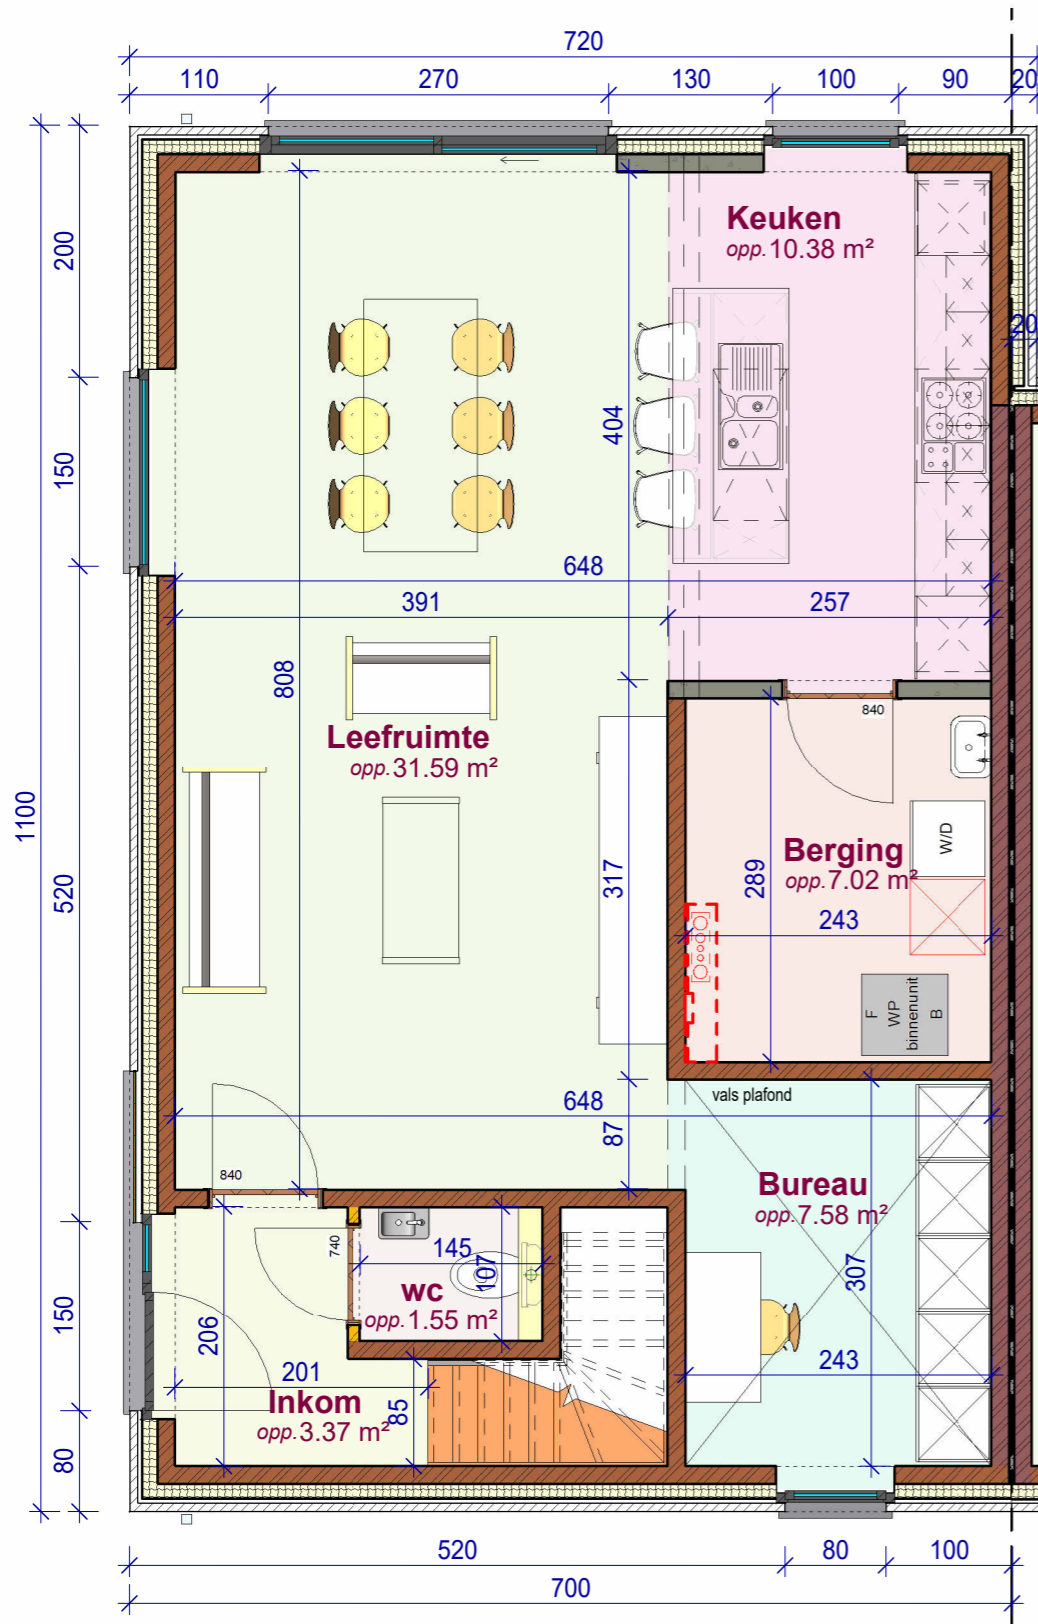 720
110 270 130 100 90 20
Keuken
opp.10.38 m²
200
20
404
150
648
391 257
808
840
Leefruimte
opp.31.59 m²
1100
W/D
Berging
opp.7.02 m²
289
317
520
243
F
WP
binnenunit
B
vals plafond
648
87
840
Bureau
opp.7.58 m²
740
145
107
307
wc
opp.1.55 m²
150
206
243
201
Inkom
opp.3.37 m²
85
80
520 80 100
700